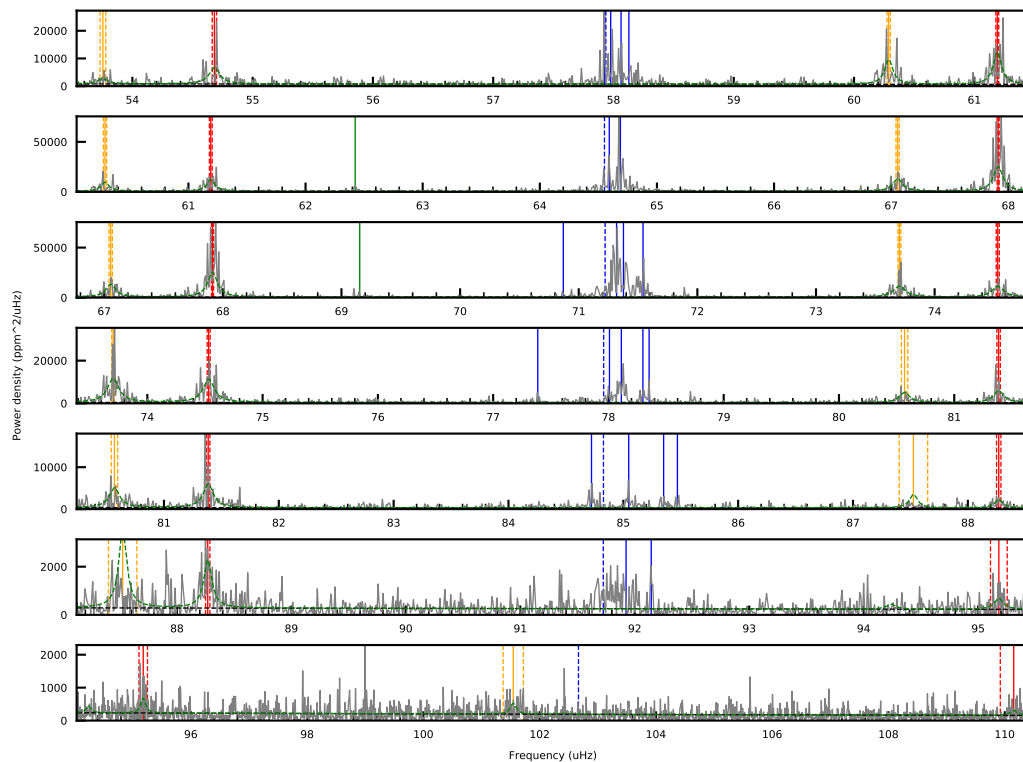 20000
10000
0
54 55 56 57 58 59 60 61
50000
0
61 62 63 64 65 66 67 68
50000
0
67 68 69 70 71 72 73 74
Power density (ppm^2/uHz)
20000
0
74 75 76 77 78 79 80 81
10000
0
81 82 83 84 85 86 87 88
2000
0
88 89 90 91 92 93 94 95
2000
1000
0
96 98 100 102 104 106 108 110
Frequency (uHz)